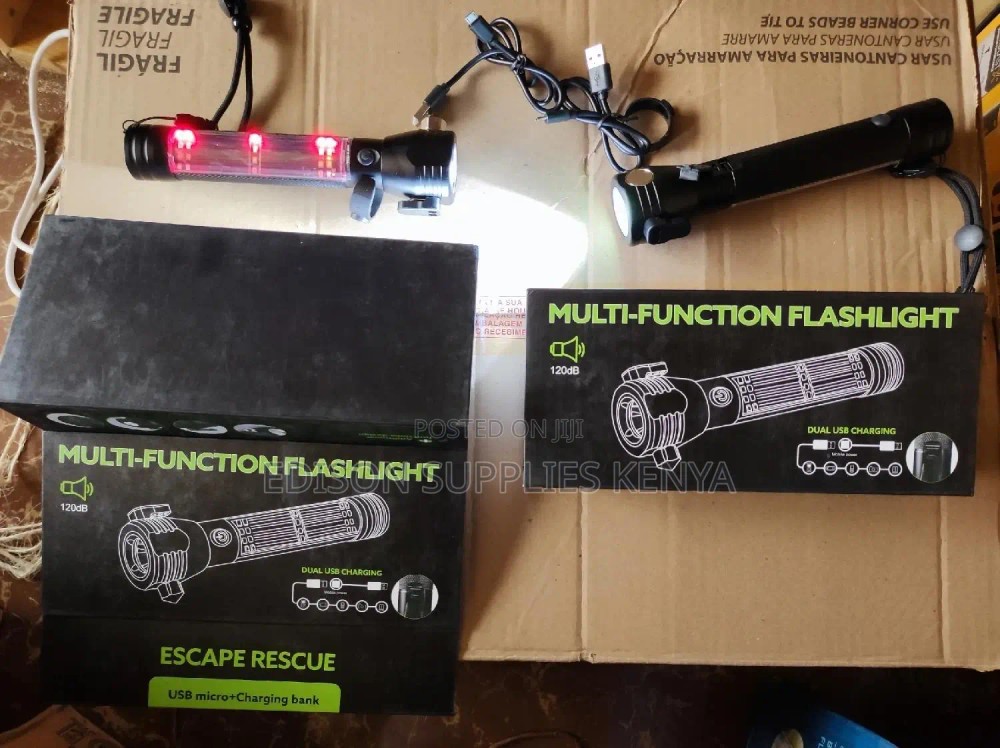 FRAGILE
FRAGIL
FRÁGIL
USE CORNER BEADS TO TIE
USAR CANTONERAS PARA AMARRE
USAR CANTONEIRAS PARA AMARRAÇÃO
A SUA
MULTI-FUNCTION FLASHLIGHT
120dB
DUAL USB CHARGING
POSTED ON JIJI
EDISON SUPPLIES KENYA
MULTI-FUNCTION FLASHLIGHT
120dB
DUAL USB CHARGING
ESCAPE RESCUE
USB micro+Charging bank